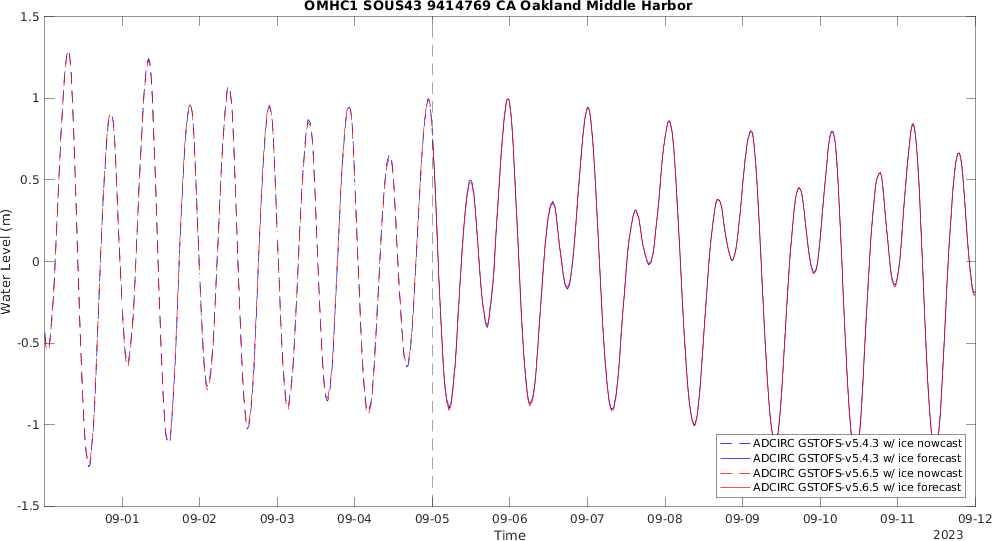 OMHC1 SOUS43 9414769 CA Oakland Middle Harbor
1.5
1
0.5
0
-0.5
-1
-1.5
Water Level (m)
09-01 09-02 09-03 09-04 09-05 09-06 09-07 09-08 09-09 09-10 09-11 09-12
Time
2023
ADCIRC GSTOFS-v5.4.3 w/ ice nowcast
ADCIRC GSTOFS-v5.4.3 w/ ice forecast
ADCIRC GSTOFS-v5.6.5 w/ ice nowcast
ADCIRC GSTOFS-v5.6.5 w/ ice forecast